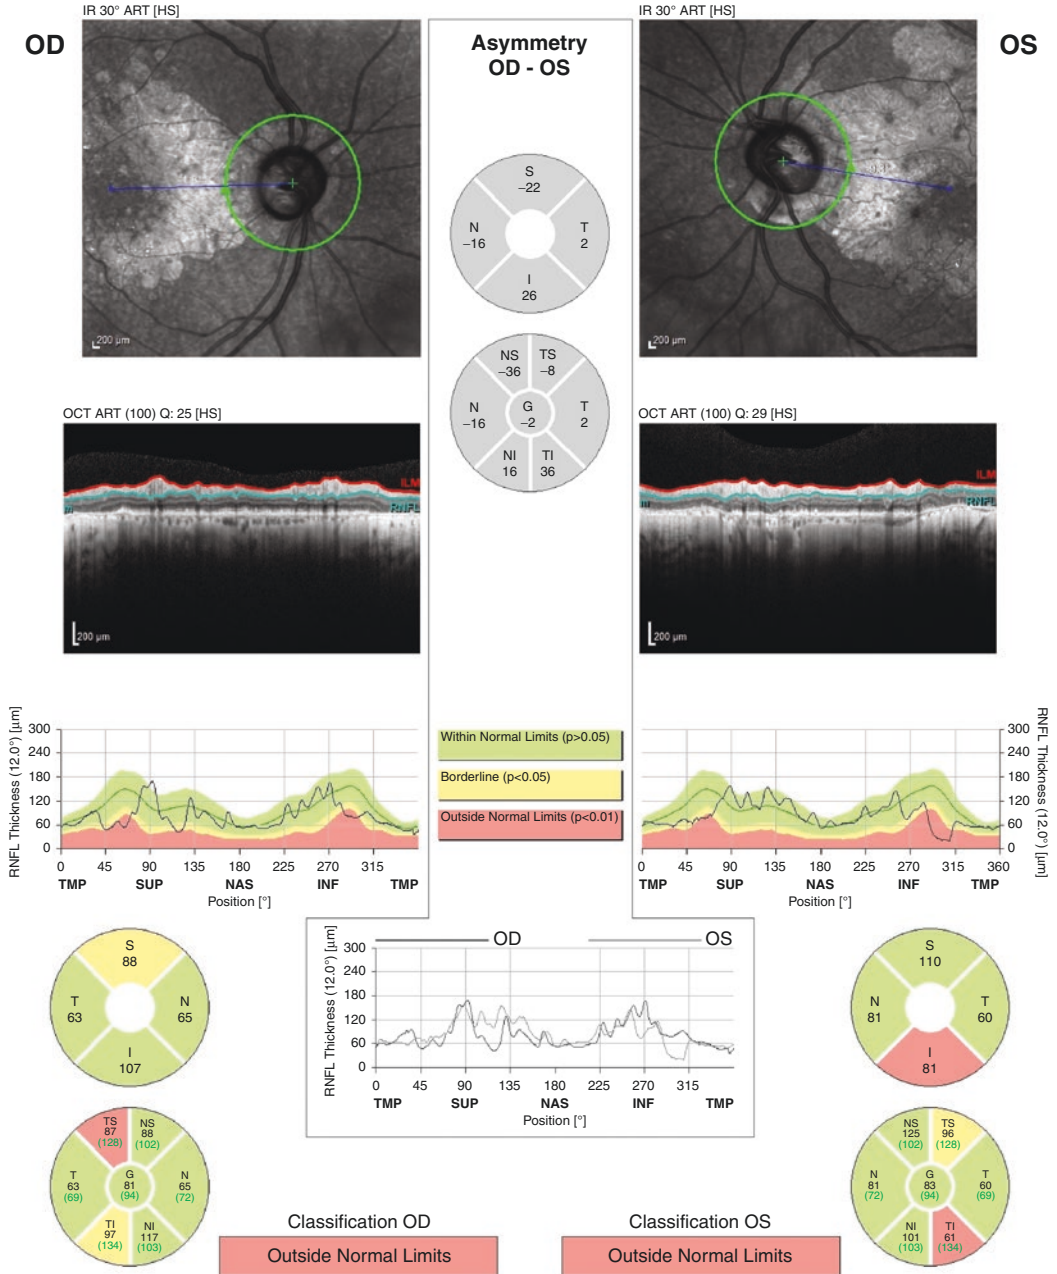 IR 30° ART [HS]
OD
Asymmetry
OD - OS
IR 30° ART [HS]
OS
S
–22
N
–16
T
2
I
26
200 µm
200 µm
NS
–36
TS
–8
N
–16
G
–2
T
2
NI
16
TI
36
OCT ART (100) Q: 25 [HS]
ILM
RNFL
200 µm
OCT ART (100) Q: 29 [HS]
ILM
RNFL
200 µm
RNFL Thickness (12.0°) [µm]
300
240
180
120
60
0
0 45 90 135 180 225 270 315
TMP SUP NAS INF TMP
Position [°]
Within Normal Limits (p>0.05)
Borderline (p<0.05)
Outside Normal Limits (p<0.01)
300
240
180
120
60
0
RNFL Thickness (12.0°) [µm]
0 45 90 135 180 225 270 315 360
TMP SUP NAS INF TMP
Position [°]
S
88
T
63
N
65
I
107
OD OS
RNFL Thickness (12.0°) [µm]
300
240
180
120
60
0
0 45 90 135 180 225 270 315
TMP SUP NAS INF TMP
Position [°]
S
110
N
81
T
60
I
81
TS
87
(128)
NS
88
(102)
T
63
(69)
G
81
(94)
N
65
(72)
TI
97
(134)
NI
117
(103)
Classification OD
Outside Normal Limits
Classification OS
Outside Normal Limits
NS
125
(102)
TS
96
(128)
N
81
(72)
G
83
(94)
T
60
(69)
NI
101
(103)
TI
61
(134)